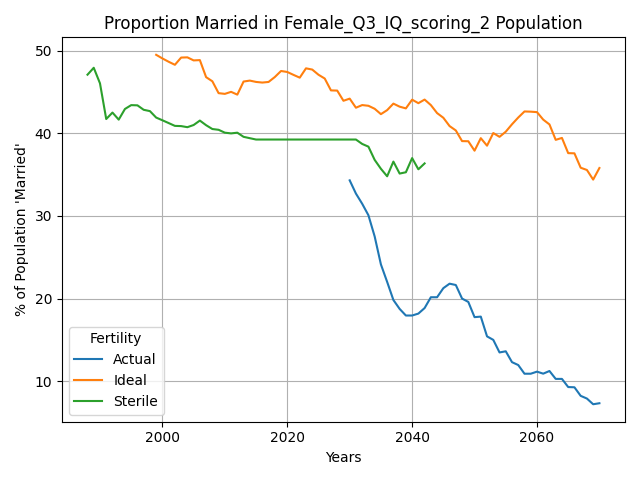 Proportion Married in Female_Q3_IQ_scoring_2 Population
% of Population 'Married'
50
40
30
20
10
Fertility
Actual
Ideal
Sterile
2000
2020
2040
2060
Years